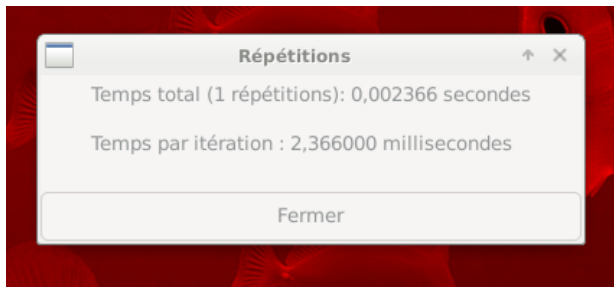 Répétitions
Temps total (1 répétitions): 0,002366 secondes
Temps par itération : 2,366000 millisecondes
Fermer